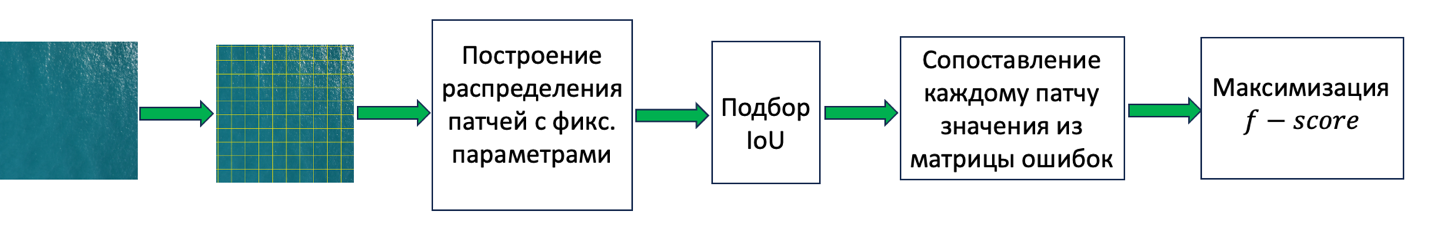 Построение
распределения
патчей с фикс.
параметрами
Подбор
IoU
Сопоставление
каждому патчу
значения из
матрицы ошибок
Максимизация
f − score